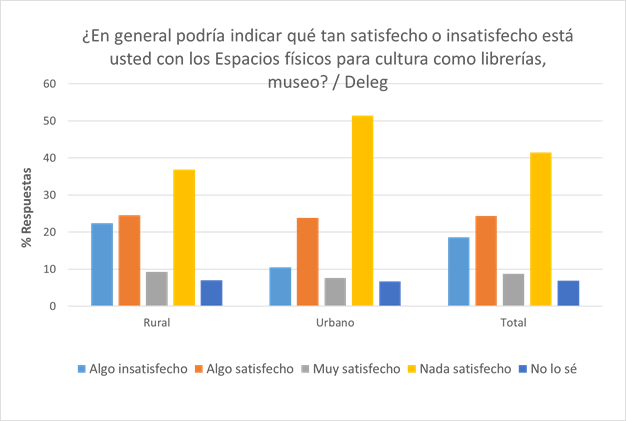 ¿En general podría indicar qué tan satisfecho o insatisfecho está
usted con los Espacios físicos para cultura como librerías,
museo? / Deleg
60
50
40
30
20
10
0
% Respuestas
Rural Urbano Total
Algo insatisfecho Algo satisfecho Muy satisfecho Nada satisfecho No lo sé